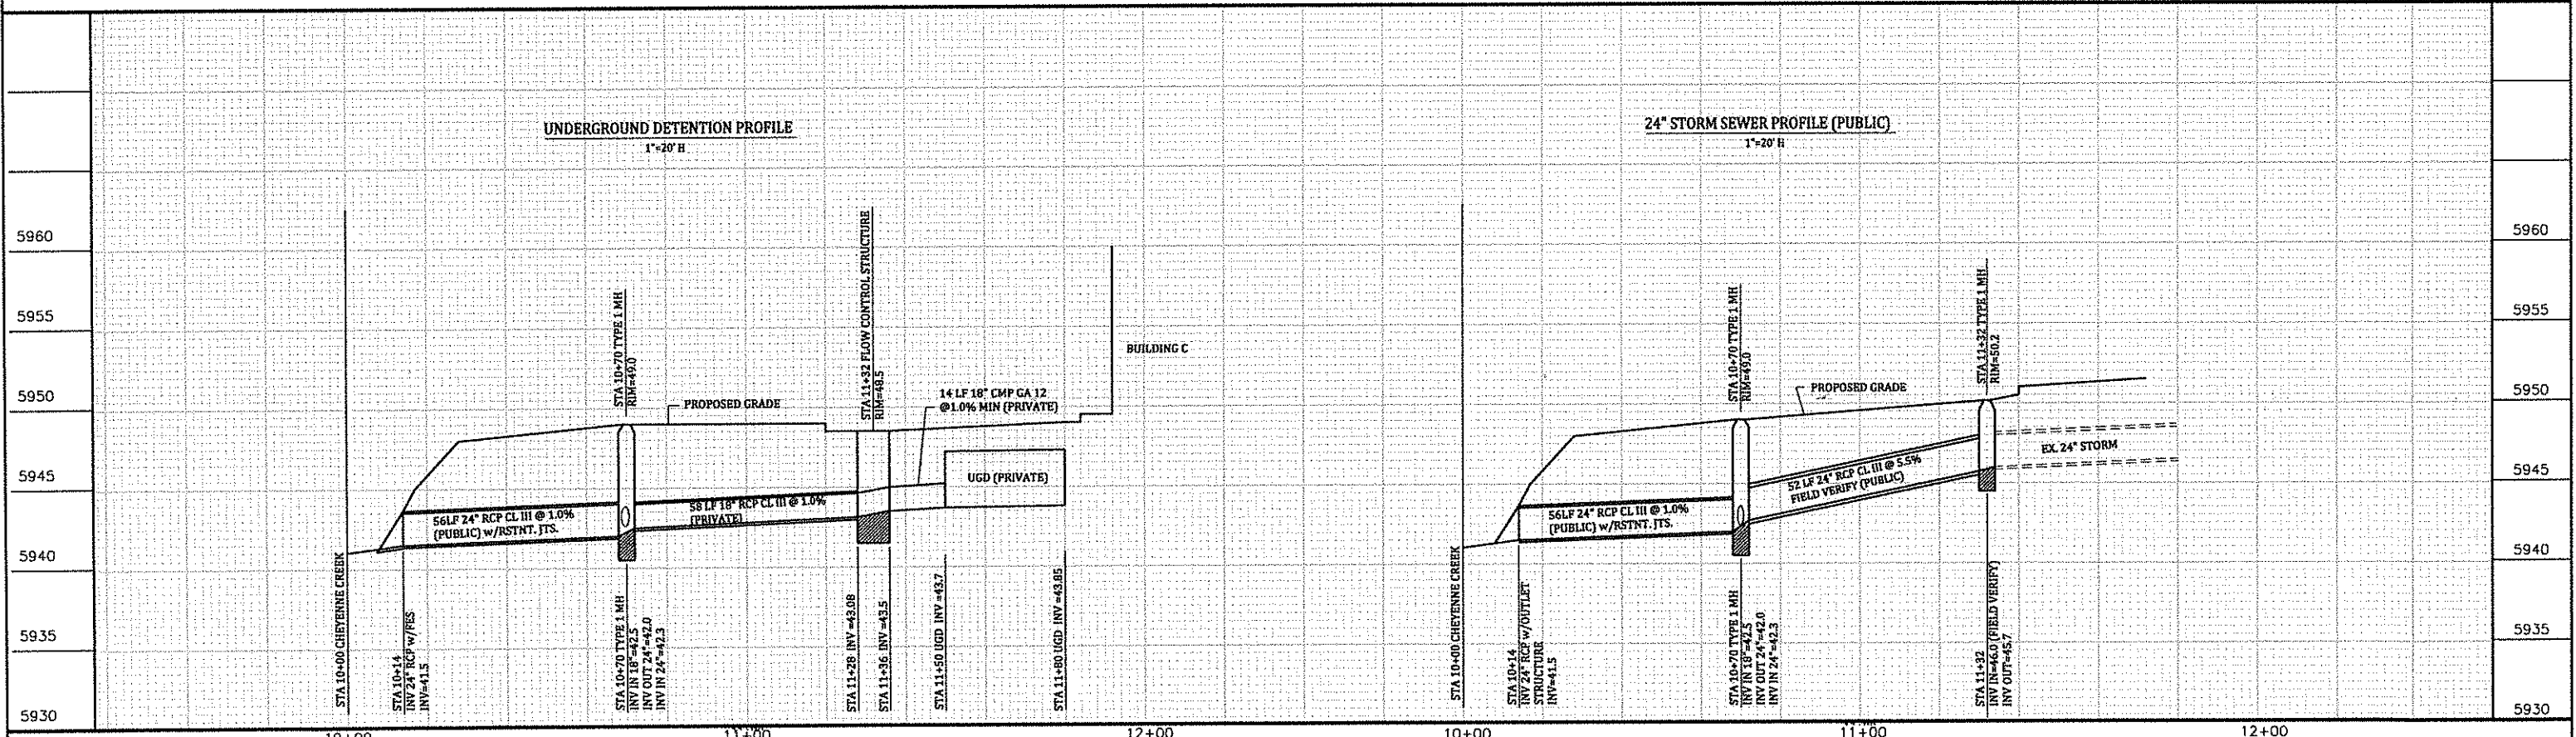 UNDERGROUND DETENTION PROFILE
1"=20' H
24" STORM SEWER PROFILE (PUBLIC)
1"=20' H
5960
5955
5950
5945
5940
5935
5930
STA 10+00 CHEYENNE CREEK
STA 10+14
INV 24" RCP w/FES
INV=41.5
56LF 24" RCP CL III @ 1.0%
(PUBLIC) w/RSTNT. JTS.
STA 10+70 TYPE 1 MH
RIM=49.0
STA 10+70 TYPE 1 MH
INV IN 18"=42.5
INV OUT 24"=42.0
INV IN 24"=42.3
PROPOSED GRADE
58 LF 18" RCP CL III @ 1.0%
(PRIVATE)
STA 11+32 FLOW CONTROL STRUCTURE
RIM=48.5
STA 11+28 INV =43.08
STA 11+36 INV =43.5
14 LF 18" CMP GA 12
@1.0% MIN (PRIVATE)
UGD (PRIVATE)
STA 11+50 UGD INV =43.7
STA 11+80 UGD INV =43.85
BUILDING C
10+00
11+00
12+00
STA 10+00 CHEYENNE CREEK
STA 10+14
INV 24" RCP w/OUTLET
STRUCTURE
INV=41.5
56LF 24" RCP CL III @ 1.0%
(PUBLIC) w/RSTNT. JTS.
STA 10+70 TYPE 1 MH
RIM=49.0
STA 10+70 TYPE 1 MH
INV IN 18"=42.5
INV OUT 24"=42.0
INV IN 24"=42.3
PROPOSED GRADE
52 LF 24" RCP CL III @ 5.5%
FIELD VERIFY (PUBLIC)
STA 11+32 TYPE 1 MH
RIM=50.2
STA 11+32
INV IN=46.0 (FIELD VERIFY)
INV OUT=45.7
EX. 24" STORM
10+00
11+00
12+00
5960
5955
5950
5945
5940
5935
5930